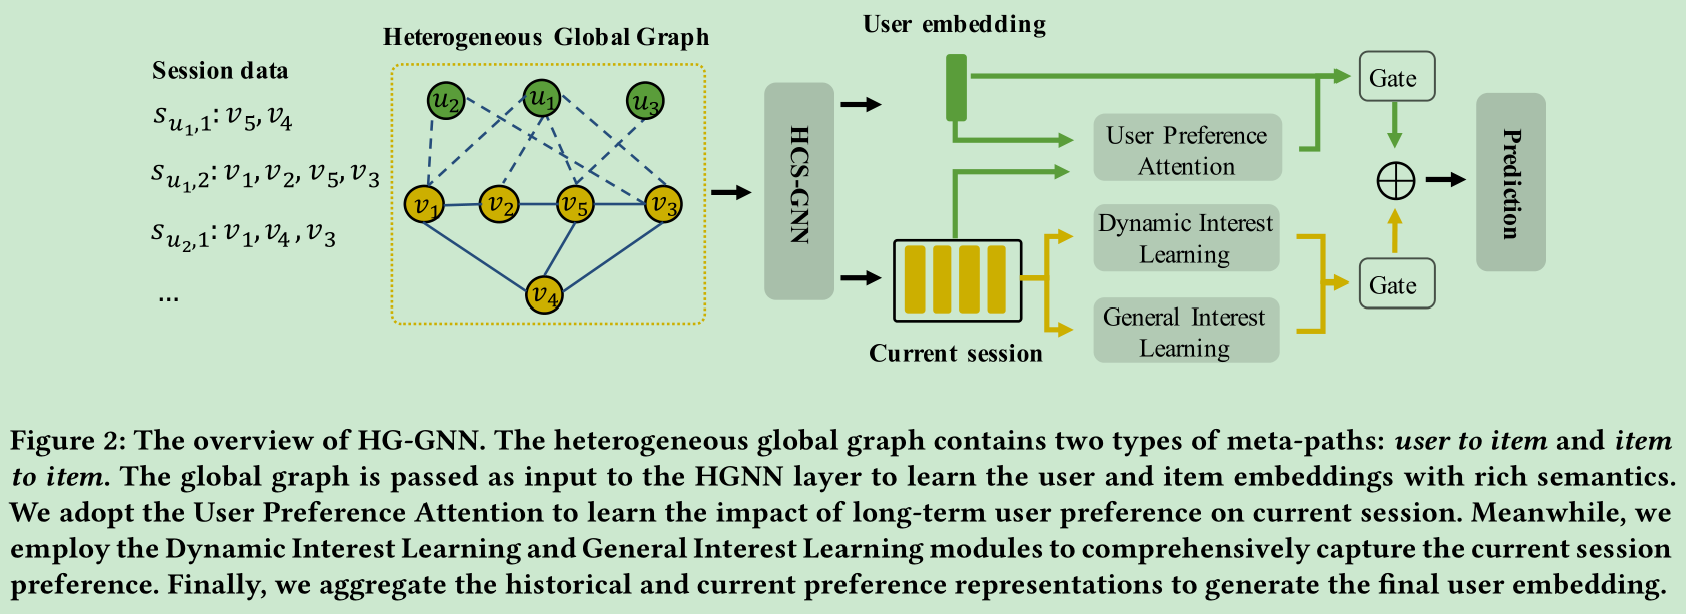 User embedding
Heterogeneous Global Graph
Session data
s_{u_1,1}: v_5, v_4
s_{u_1,2}: v_1, v_2, v_5, v_3
s_{u_2,1}: v_1, v_4, v_3
...
u_2
u_1
u_3
v_1
v_2
v_5
v_3
v_4
HCS-GNN
Current session
User Preference
Attention
Dynamic Interest
Learning
General Interest
Learning
Gate
Gate
Prediction
Figure 2: The overview of HG-GNN. The heterogeneous global graph contains two types of meta-paths: user to item and item
to item. The global graph is passed as input to the HGNN layer to learn the user and item embeddings with rich semantics.
We adopt the User Preference Attention to learn the impact of long-term user preference on current session. Meanwhile, we
employ the Dynamic Interest Learning and General Interest Learning modules to comprehensively capture the current session
preference. Finally, we aggregate the historical and current preference representations to generate the final user embedding.